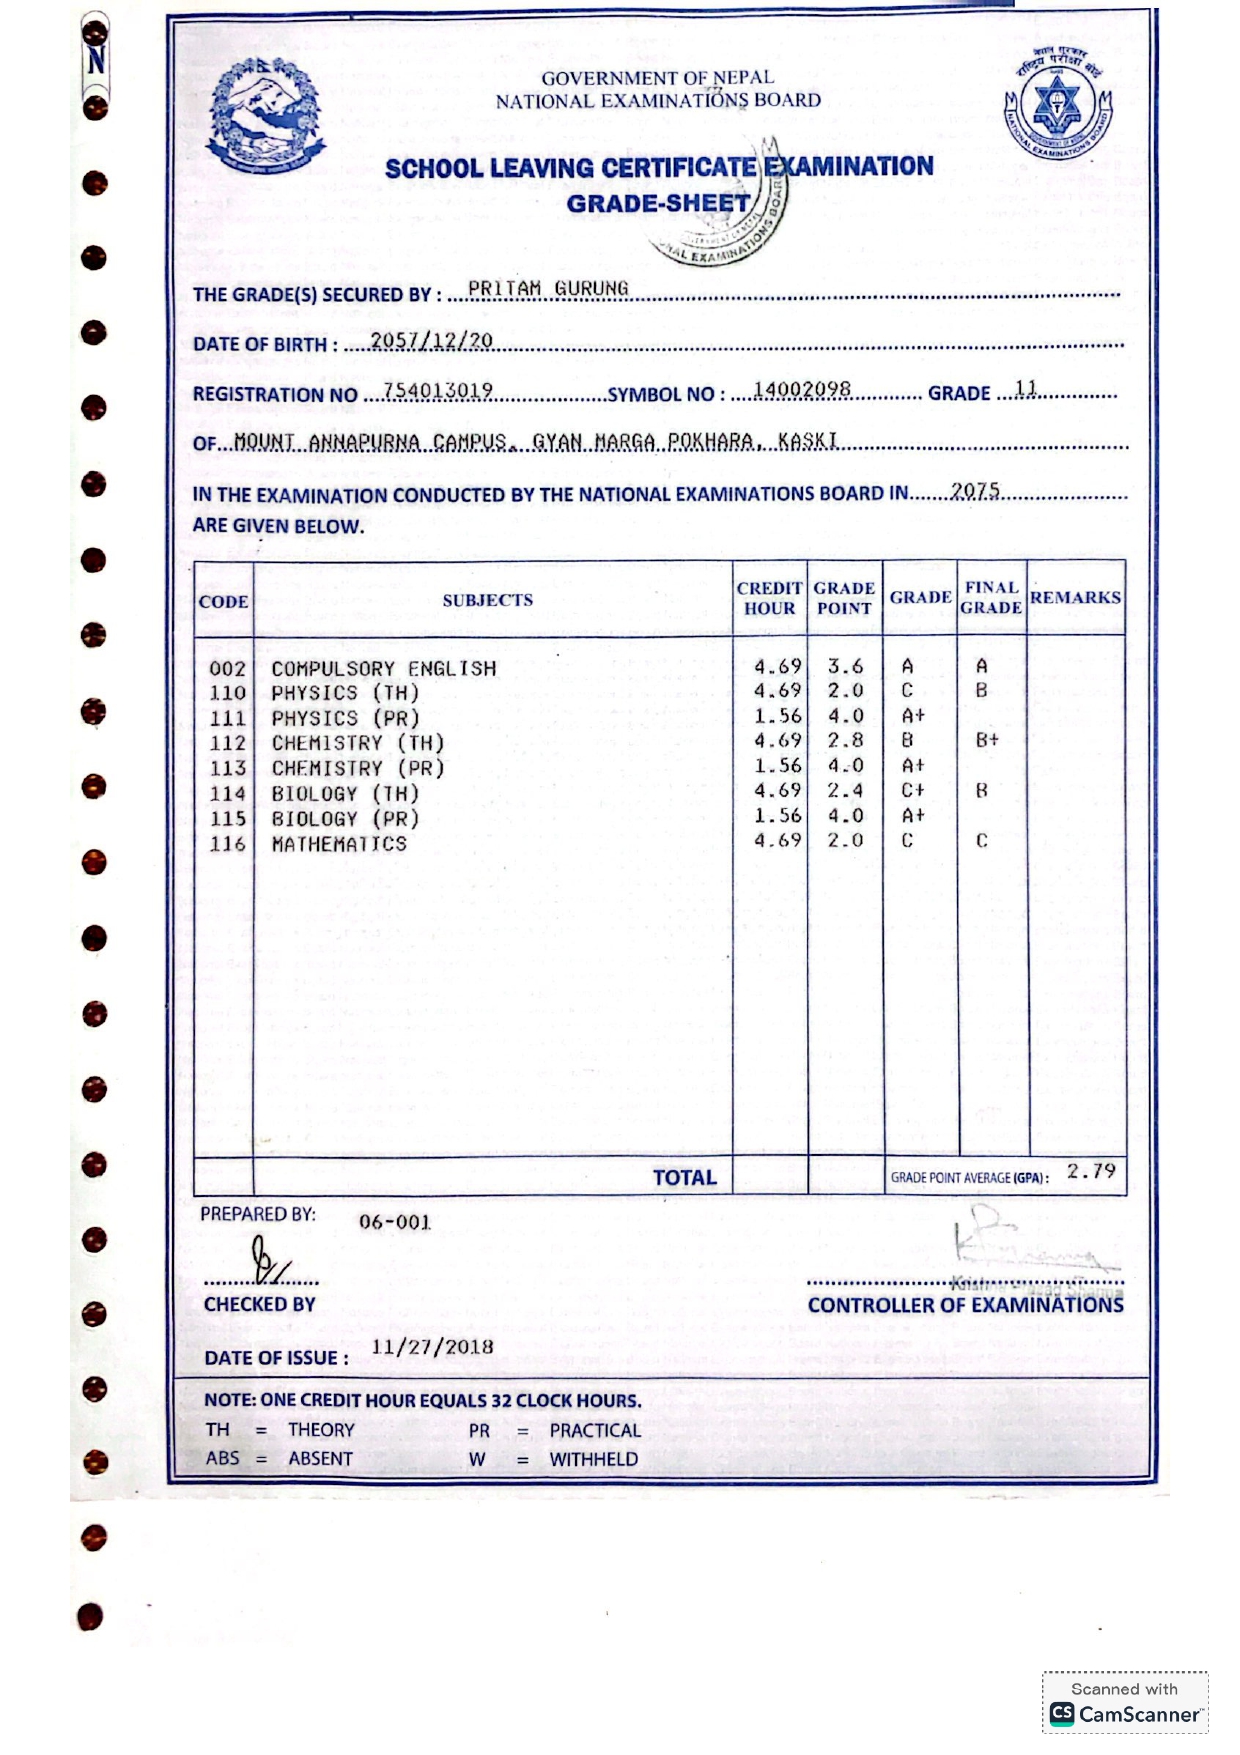 N
नेपाल सरकार
राष्ट्रिय परीक्षा बोर्ड
NATIONAL EXAMINATIONS BOARD
GOVERNMENT OF NEPAL
NATIONAL EXAMINATIONS BOARD
SCHOOL LEAVING CERTIFICATE EXAMINATION
GRADE-SHEET
NAL EXAMINATIONS BOARD
THE GRADE(S) SECURED BY : PRITAM GURUNG
DATE OF BIRTH : 2057/12/20
REGISTRATION NO 754013019 SYMBOL NO : 14002098 GRADE 11
OF MOUNT ANNAPURNA CAMPUS, GYAN MARGA POKHARA, KASKI
IN THE EXAMINATION CONDUCTED BY THE NATIONAL EXAMINATIONS BOARD IN 2075
ARE GIVEN BELOW.
CODE SUBJECTS CREDIT HOUR GRADE POINT GRADE FINAL GRADE REMARKS
002 COMPULSORY ENGLISH 4.69 3.6 A A
110 PHYSICS (TH) 4.69 2.0 C B
111 PHYSICS (PR) 1.56 4.0 A+
112 CHEMISTRY (TH) 4.69 2.8 B B+
113 CHEMISTRY (PR) 1.56 4.0 A+
114 BIOLOGY (TH) 4.69 2.4 C+ B
115 BIOLOGY (PR) 1.56 4.0 A+
116 MATHEMATICS 4.69 2.0 C C
TOTAL GRADE POINT AVERAGE (GPA) : 2.79
PREPARED BY: 06-001
CHECKED BY
CONTROLLER OF EXAMINATIONS
DATE OF ISSUE : 11/27/2018
NOTE: ONE CREDIT HOUR EQUALS 32 CLOCK HOURS.
TH = THEORY PR = PRACTICAL
ABS = ABSENT W = WITHHELD
Scanned with
CS CamScanner